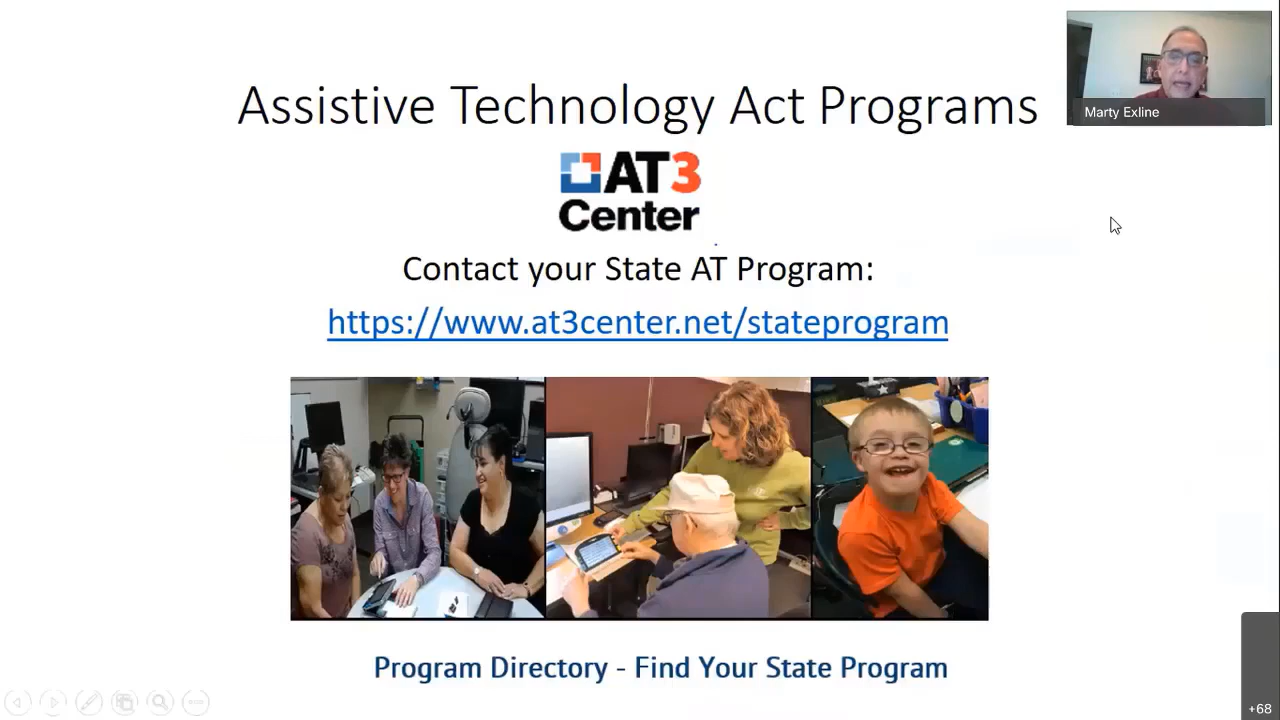 Assistive Technology Act Programs
Marty Exline
AT3
Center
Contact your State AT Program:
https://www.at3center.net/stateprogram
Program Directory - Find Your State Program
+68